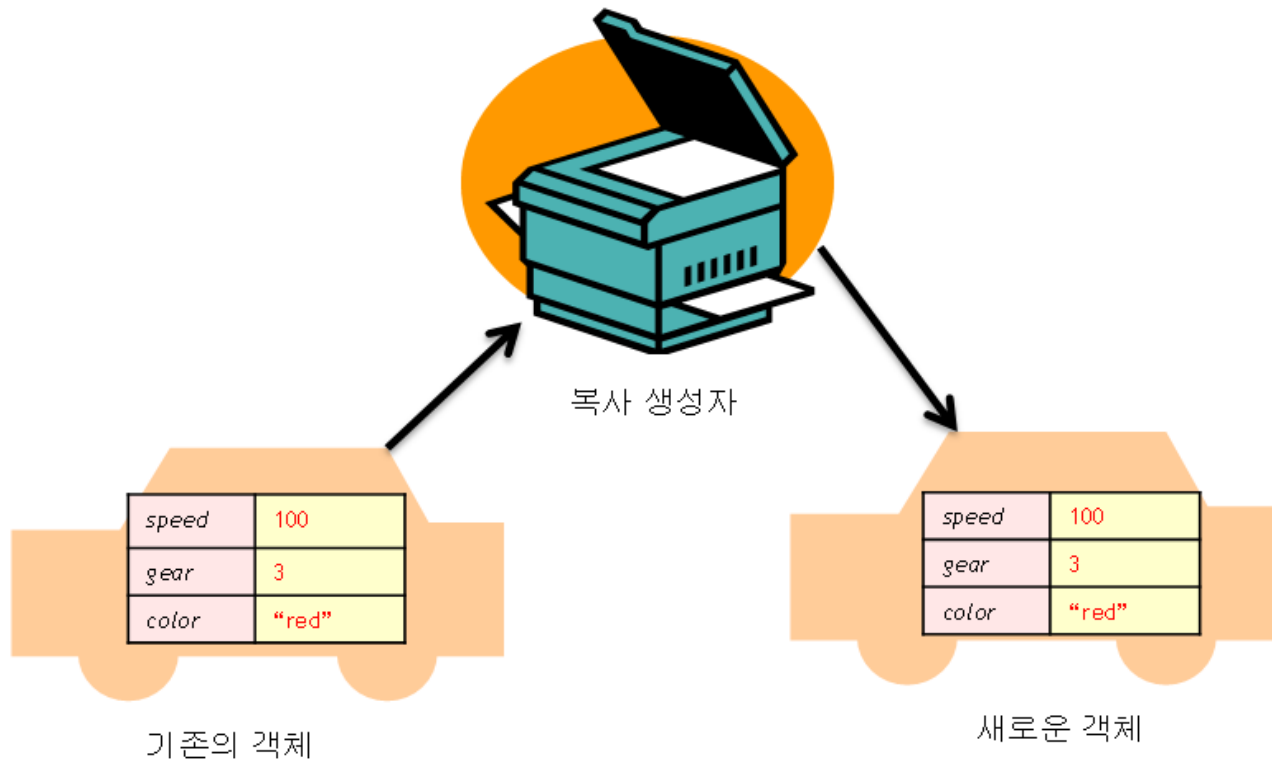 복사 생성자
speed 100
gear 3
color “red”
기존의 객체
speed 100
gear 3
color “red”
새로운 객체